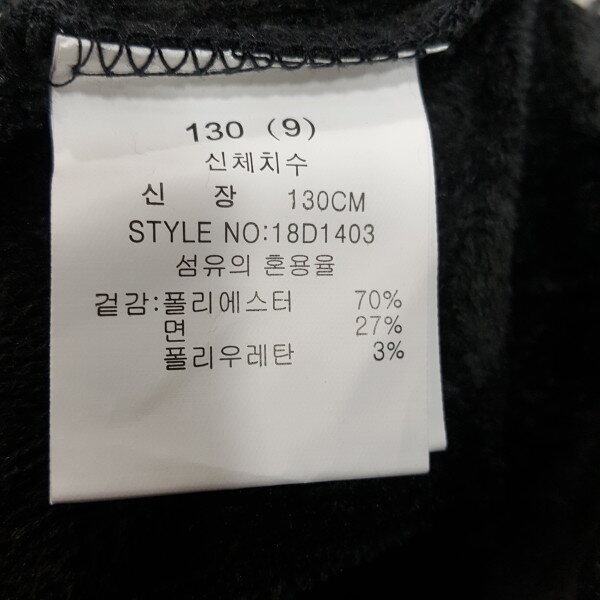 130 (9)
신체치수
신 장 130CM
STYLE NO:18D1403
섬유의 혼용율
겉감:폴리에스터 70%
면 27%
폴리우레탄 3%